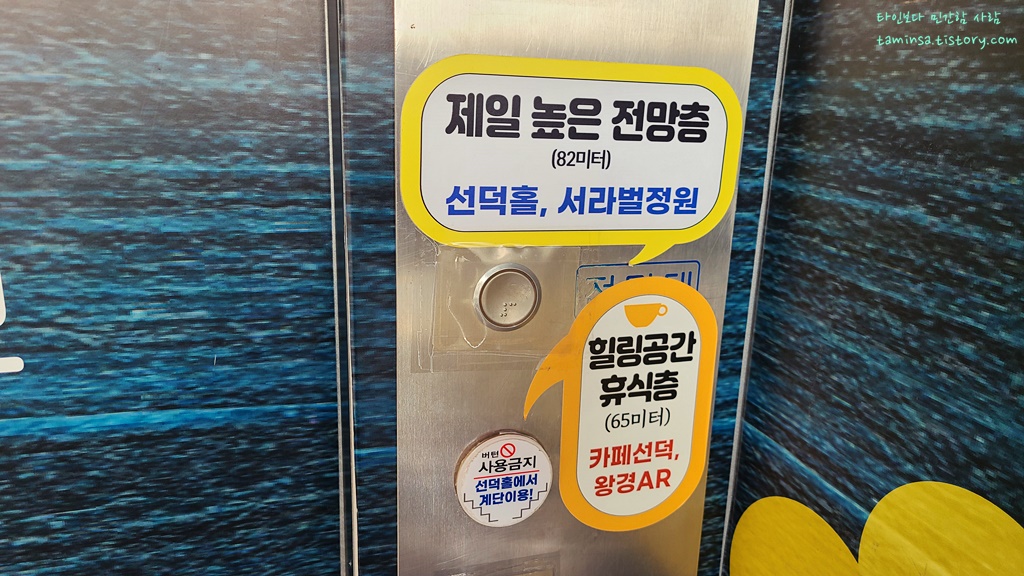 타인보다 민감한 사람
taminsa.tistory.com
제일 높은 전망층
(82미터)
선덕홀, 서라벌정원
힐링공간
휴식층
(65미터)
카페선덕,
왕경AR
버턴
사용금지
선덕홀에서
계단이용!